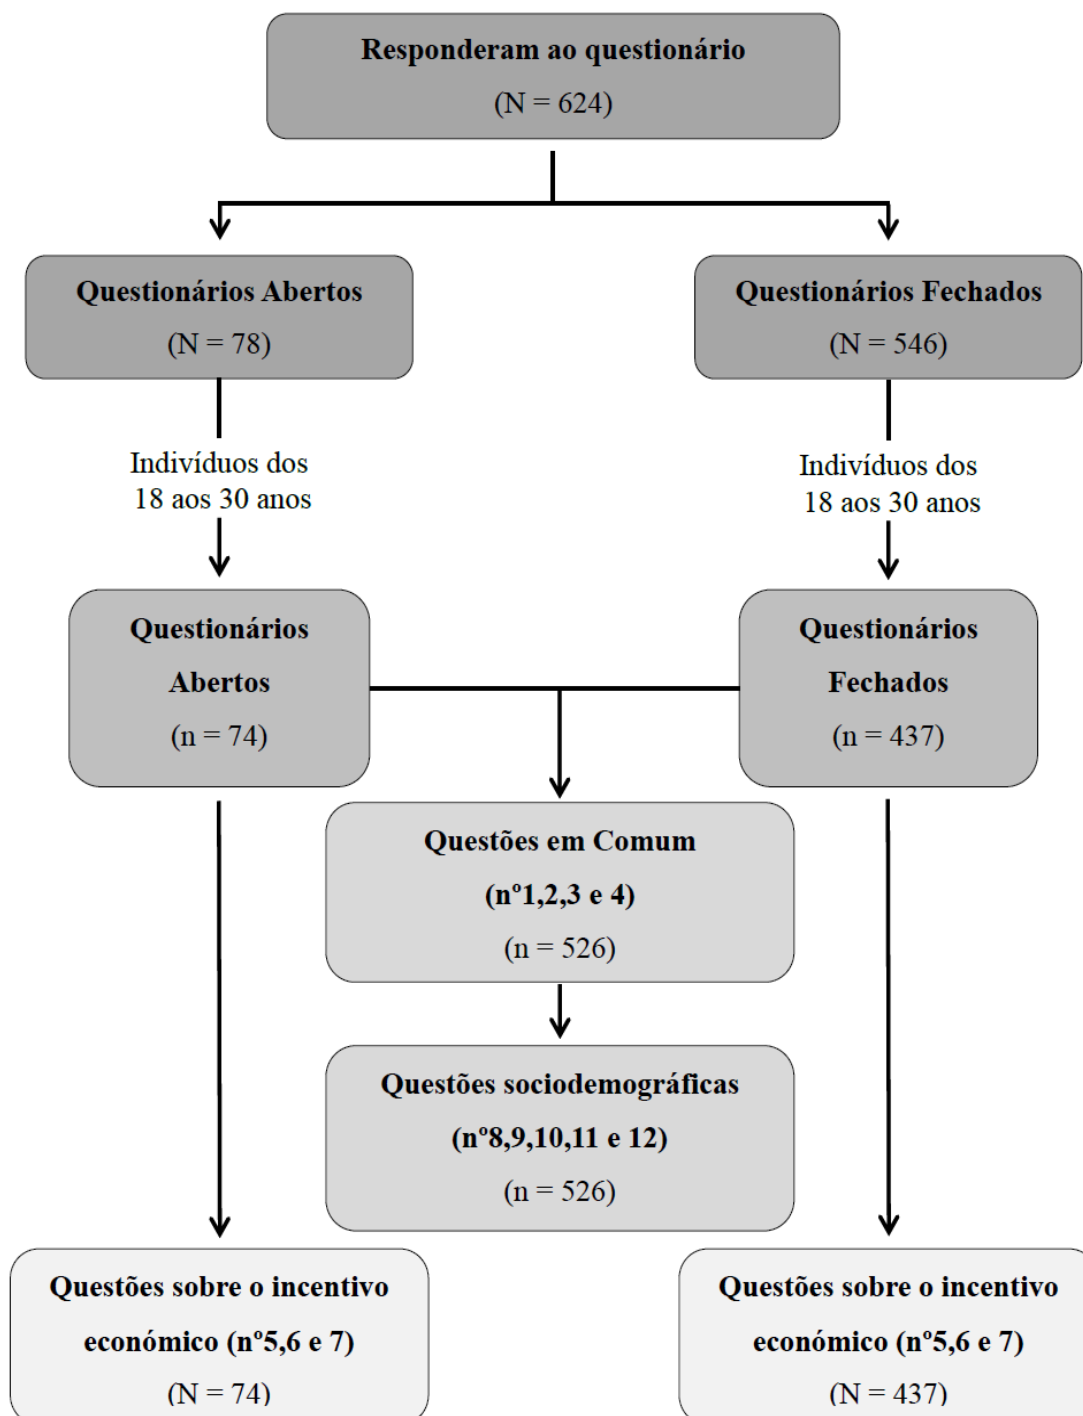 Responderam ao questionário
(N = 624)
Questionários Abertos
(N = 78)
Questionários Fechados
(N = 546)
Indivíduos dos
18 aos 30 anos
Indivíduos dos
18 aos 30 anos
Questionários
Abertos
(n = 74)
Questionários
Fechados
(n = 437)
Questões em Comum
(nº1,2,3 e 4)
(n = 526)
Questões sociodemográficas
(nº8,9,10,11 e 12)
(n = 526)
Questões sobre o incentivo
económico (nº5,6 e 7)
(N = 74)
Questões sobre o incentivo
económico (nº5,6 e 7)
(N = 437)